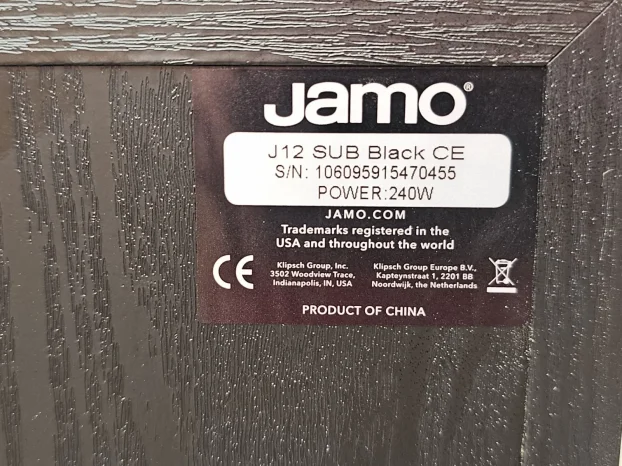 Jamo®
J12 SUB Black CE
S/N: 106095915470455
POWER:240W
JAMO.COM
Trademarks registered in the
USA and throughout the world
CE
Klipsch Group, Inc.
3502 Woodview Trace,
Indianapolis, IN, USA
Klipsch Group Europe B.V.,
Kapteynstraat 1, 2201 BB
Noordwijk, the Netherlands
PRODUCT OF CHINA